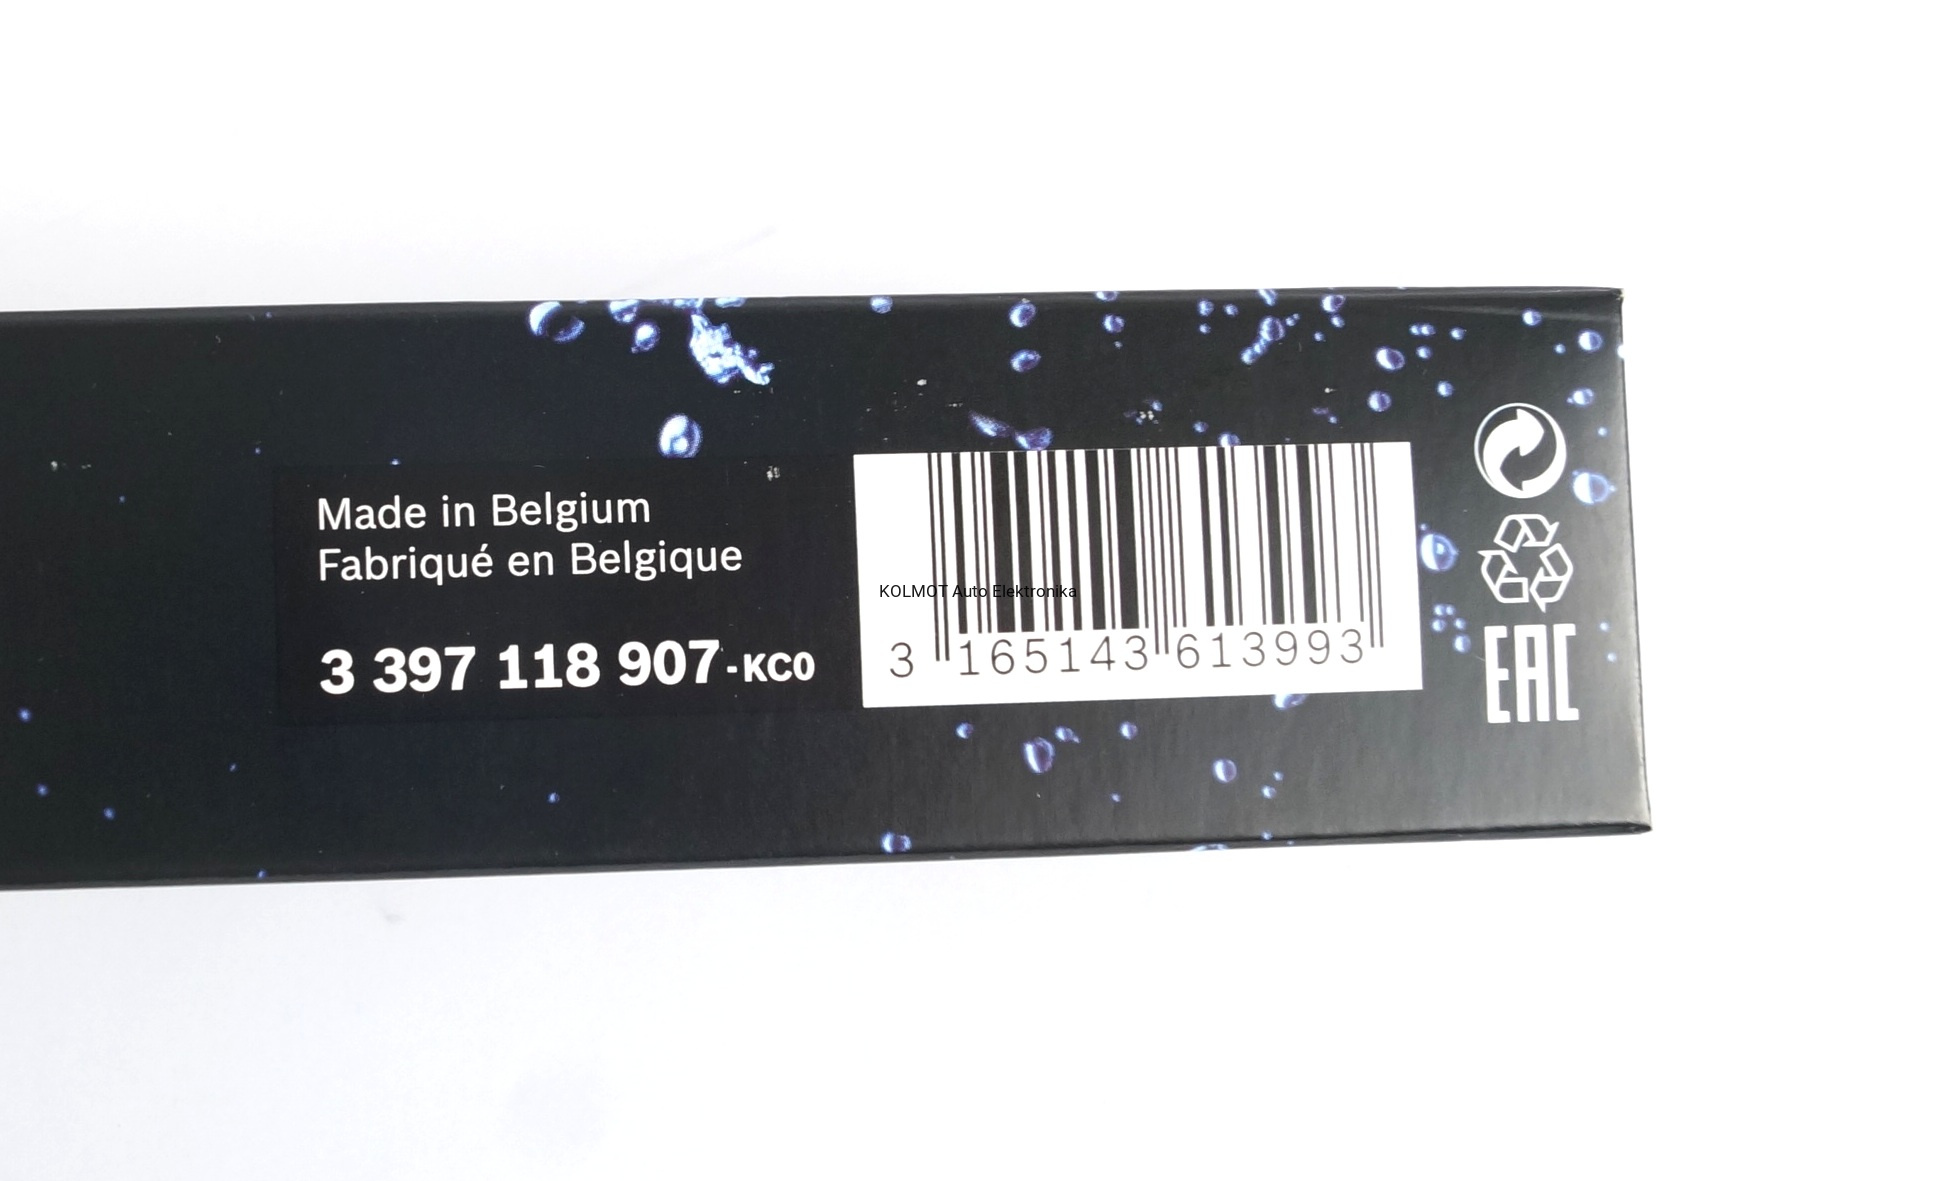 Made in Belgium
Fabriqué en Belgique
3 397 118 907-KC0
KOLMOT Auto Elektronika
3 165143 613993
EAC